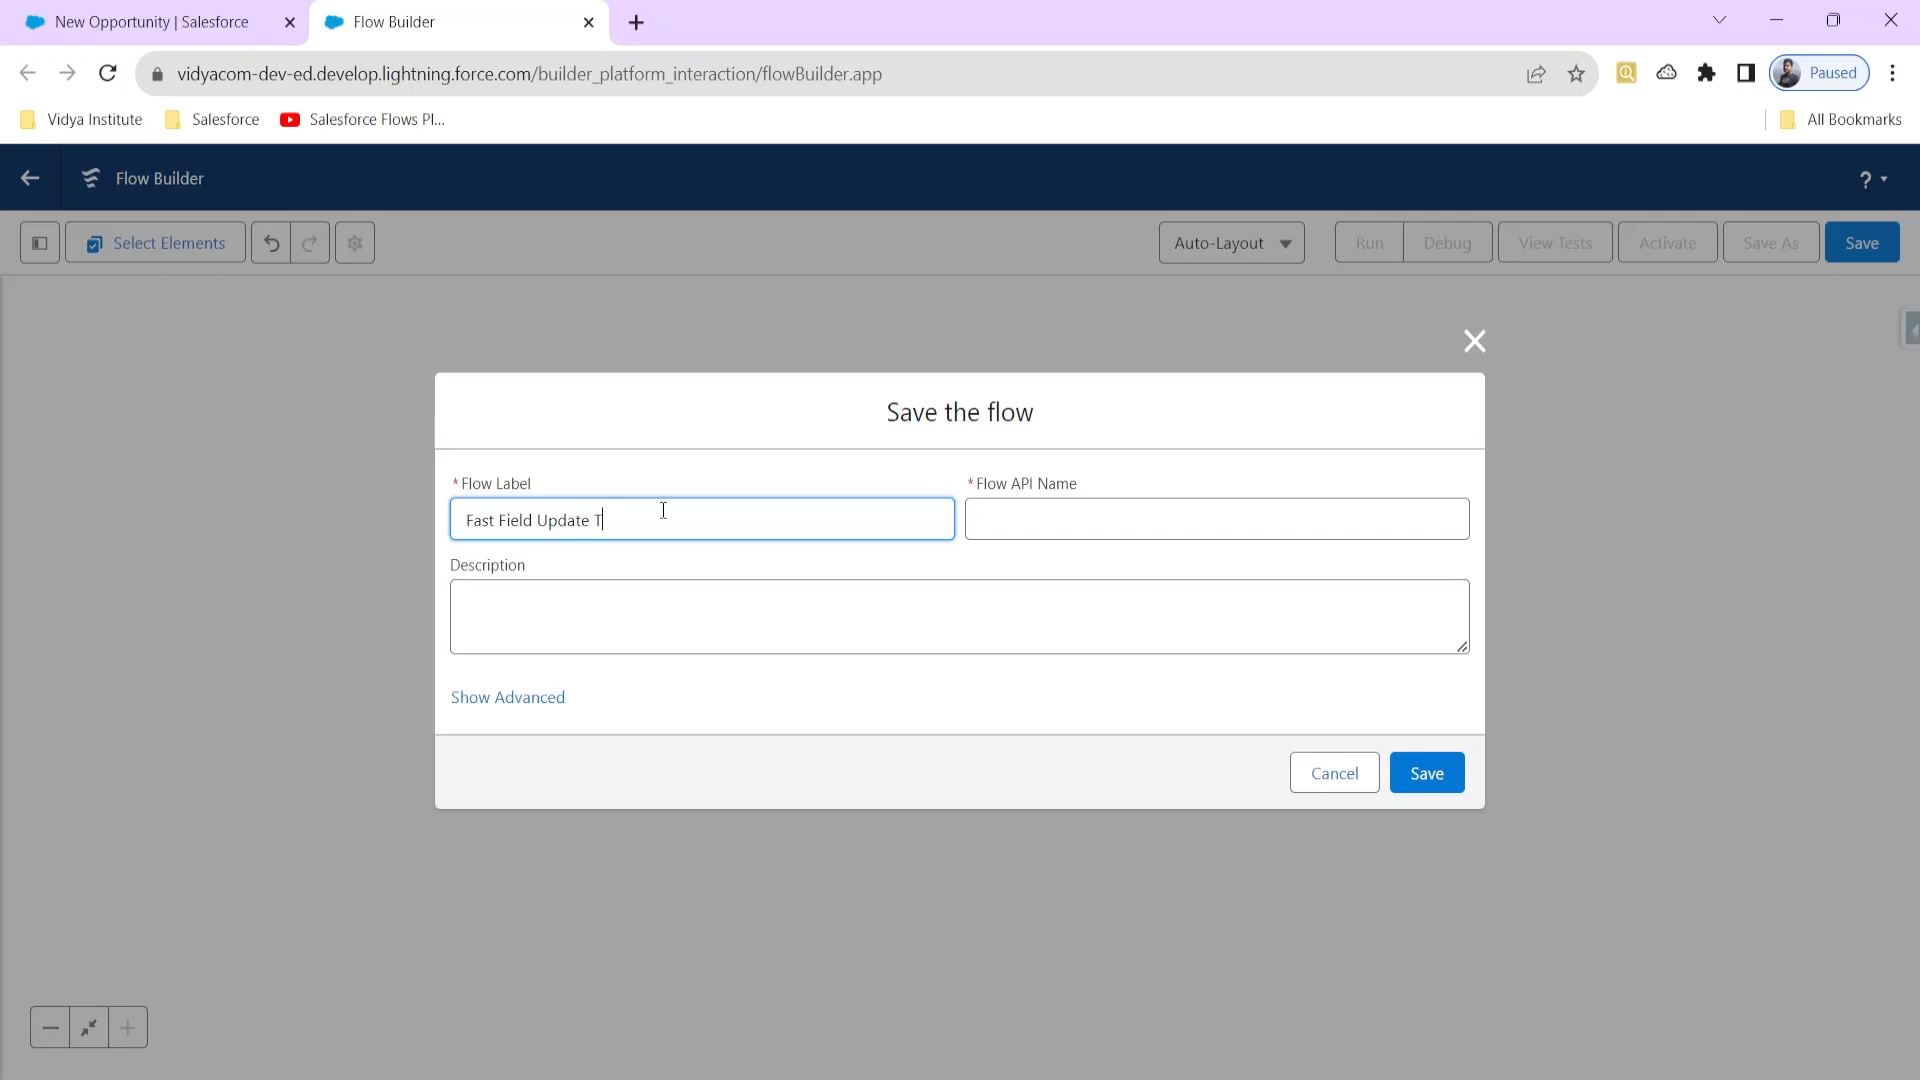 New Opportunity | Salesforce
Flow Builder
vidyacom-dev-ed.develop.lightning.force.com/builder_platform_interaction/flowBuilder.app
Paused
Vidya Institute
Salesforce
Salesforce Flows Pl...
All Bookmarks
Flow Builder
?
Select Elements
Auto-Layout
Run
Debug
View Tests
Activate
Save As
Save
Save the flow
* Flow Label
* Flow API Name
Fast Field Update T
Description
Show Advanced
Cancel
Save